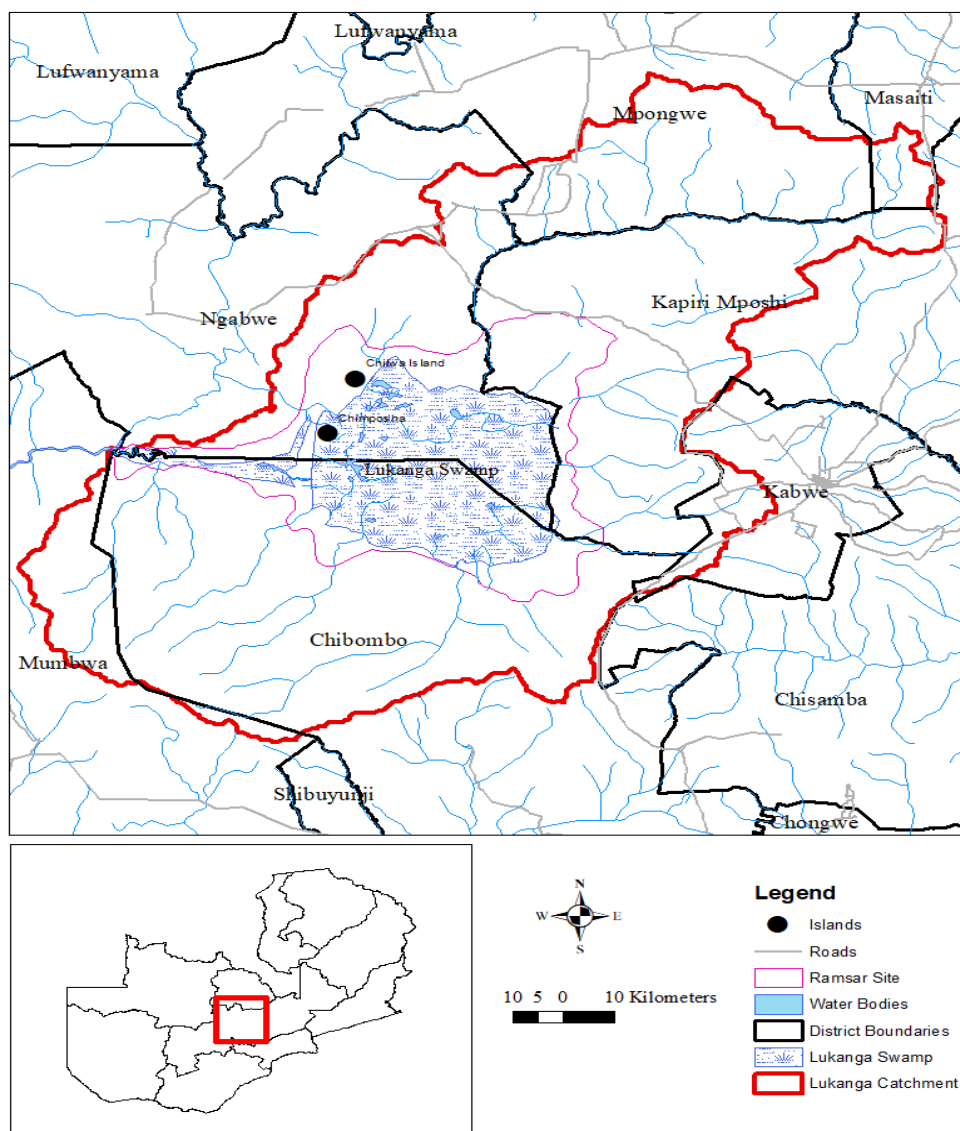 Lufwanyama
Lufwanyama
Masaiti
Mpongwe
Kapiri Mposhi
Ngabwe
Chilwa Island
Chimposha
Lukanga Swamp
Kabwe
Chibombo
Mumbwa
Chisamba
Shibuyunji
Chongwe
N
W E
S
10 5 0 10 Kilometers
Legend
Islands
Roads
Ramsar Site
Water Bodies
District Boundaries
Lukanga Swamp
Lukanga Catchment